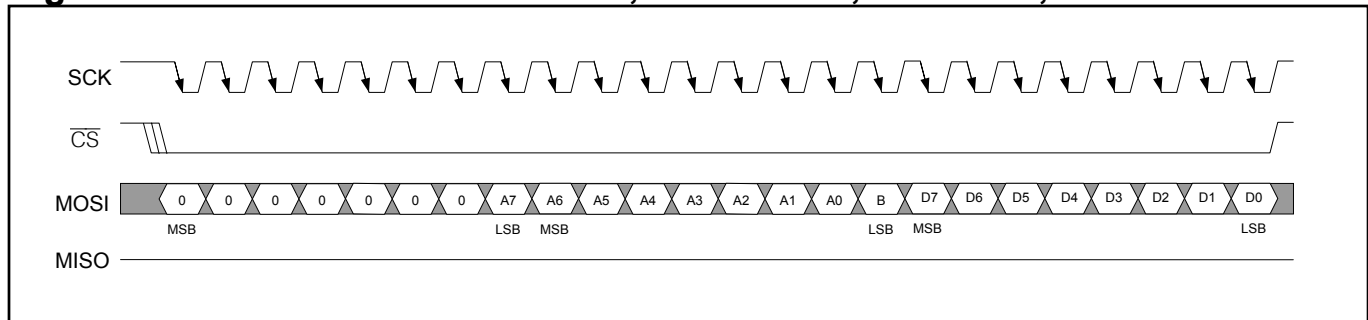 SCK
CS
MOSI 0 0 0 0 0 0 0 A7 A6 A5 A4 A3 A2 A1 A0 B D7 D6 D5 D4 D3 D2 D1 D0
MSB LSB MSB LSB MSB LSB
MISO